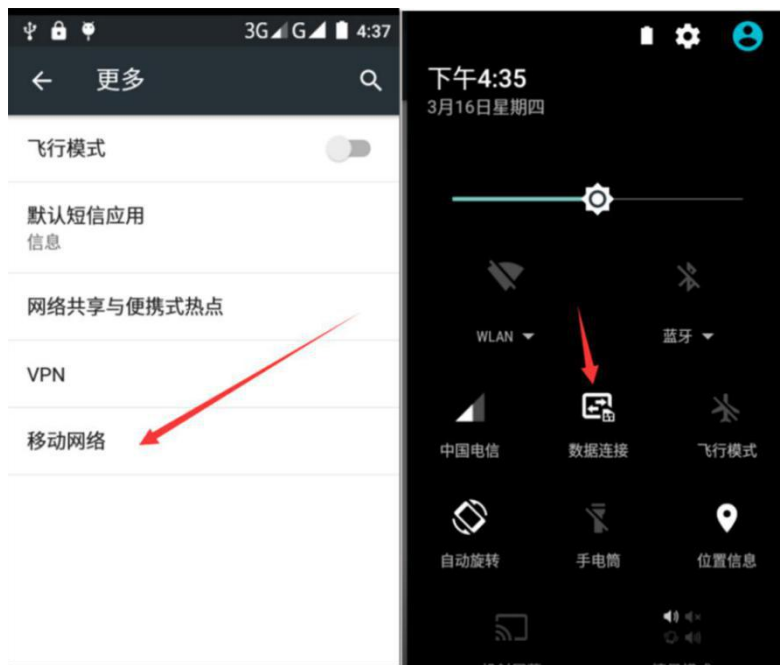 3G G 4:37
更多
飞行模式
默认短信应用
信息
网络共享与便携式热点
VPN
移动网络
下午4:35
3月16日星期四
WLAN 蓝牙
中国电信 数据连接 飞行模式
自动旋转 手电筒 位置信息